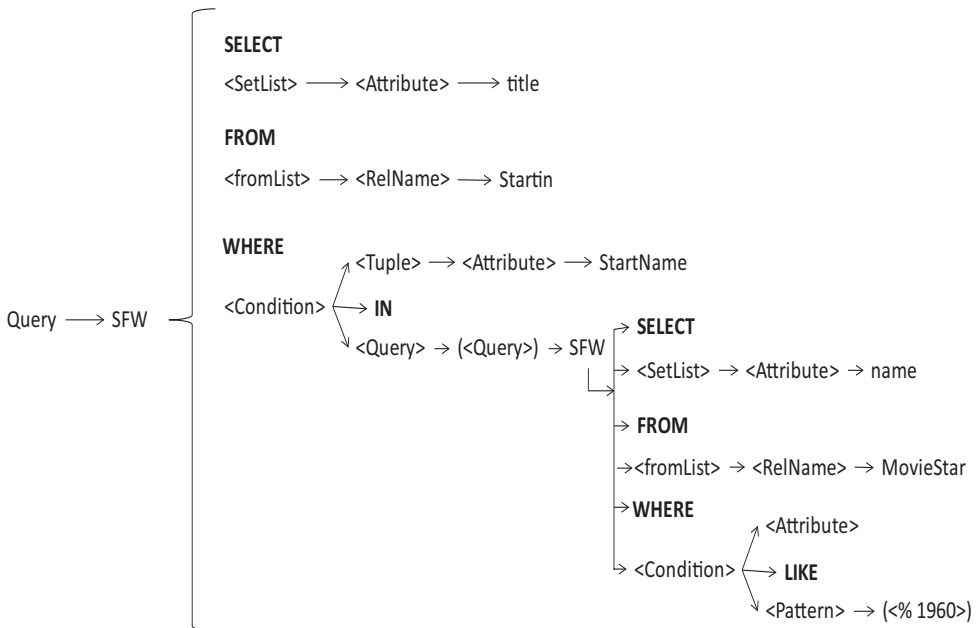 SELECT
<SetList> → <Attribute> → title
FROM
<fromList> → <RelName> → Startin
WHERE
<Tuple> → <Attribute> → StartName
<Condition> → IN
Query → SFW
<Query> → (<Query>) → SFW
SELECT
<SetList> → <Attribute> → name
FROM
<fromList> → <RelName> → MovieStar
WHERE
<Attribute>
<Condition> → LIKE
<Pattern> → (<% 1960>)